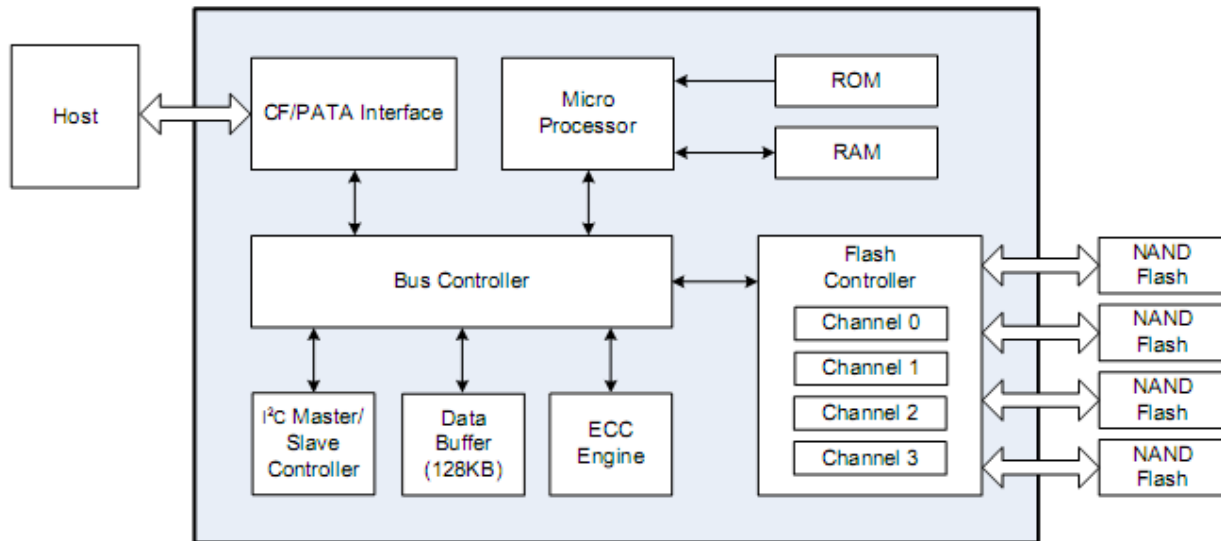 Host
CF/PATA Interface
Micro
Processor
ROM
RAM
Bus Controller
Flash
Controller
Channel 0
Channel 1
Channel 2
Channel 3
NAND
Flash
NAND
Flash
NAND
Flash
NAND
Flash
I²C Master/
Slave
Controller
Data
Buffer
(128KB)
ECC
Engine